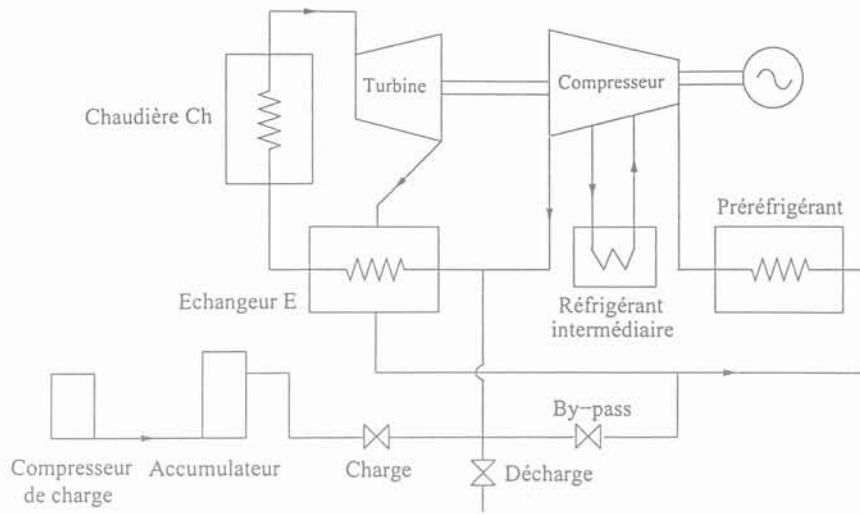 Turbine
Compresseur
Chaudière Ch
Préréfrigérant
Echangeur E
Réfrigérant
intermédiaire
By-pass
Compresseur
de charge
Accumulateur
Charge
Décharge